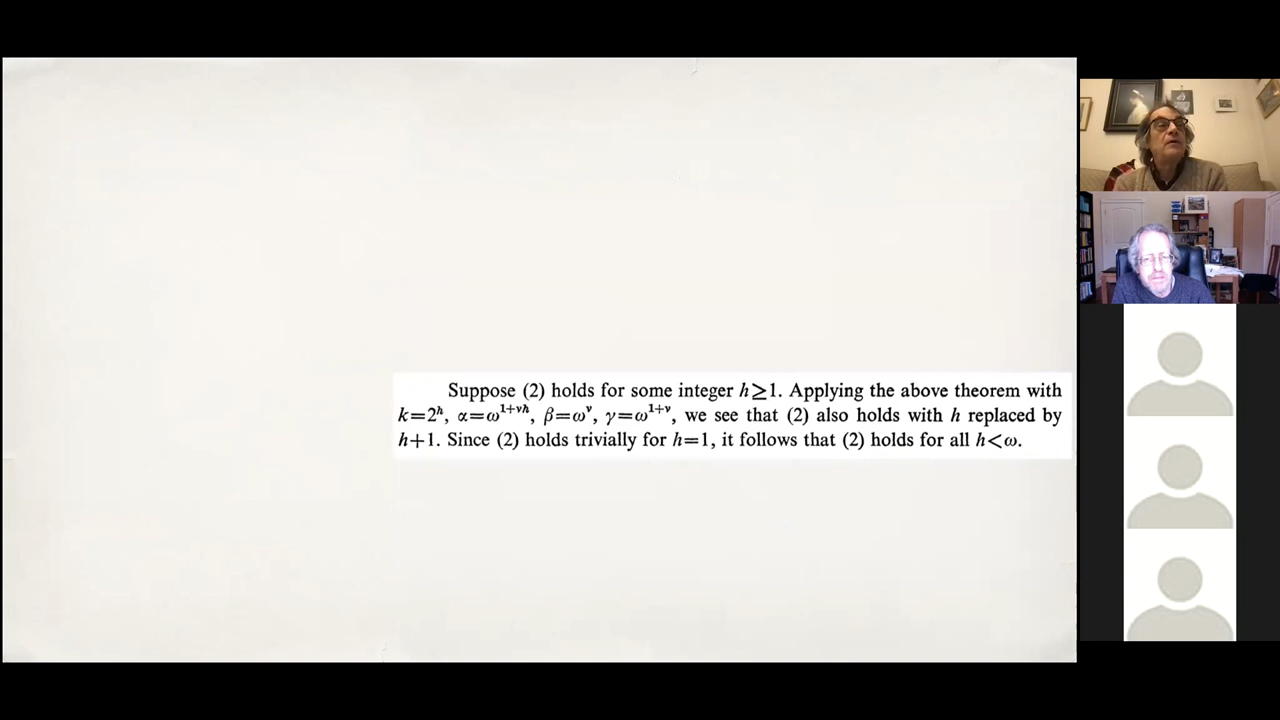 Suppose (2) holds for some integer h≥1. Applying the above theorem with
k=2^h, α=ω^{1+νh}, β=ω^ν, γ=ω^{1+ν}, we see that (2) also holds with h replaced by
h+1. Since (2) holds trivially for h=1, it follows that (2) holds for all h<ω.